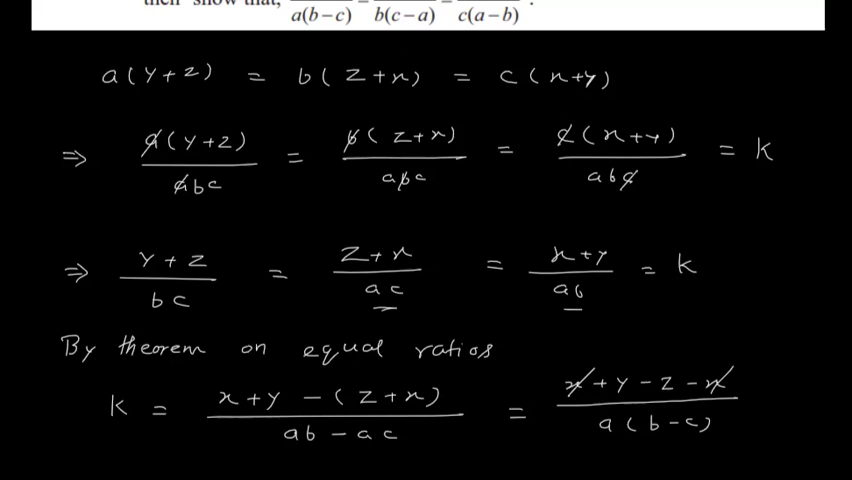 then show that, a(b−c) = b(c−a) = c(a−b) .
a(y+z) = b(z+x) = c(x+y)
⇒ a(y+z)/abc = b(z+x)/abc = c(x+y)/abc = k
⇒ y+z/bc = z+x/ac = x+y/ab = k
By theorem on equal ratios
k = x+y−(z+x)/ab−ac = x+y−z−x/a(b−c)